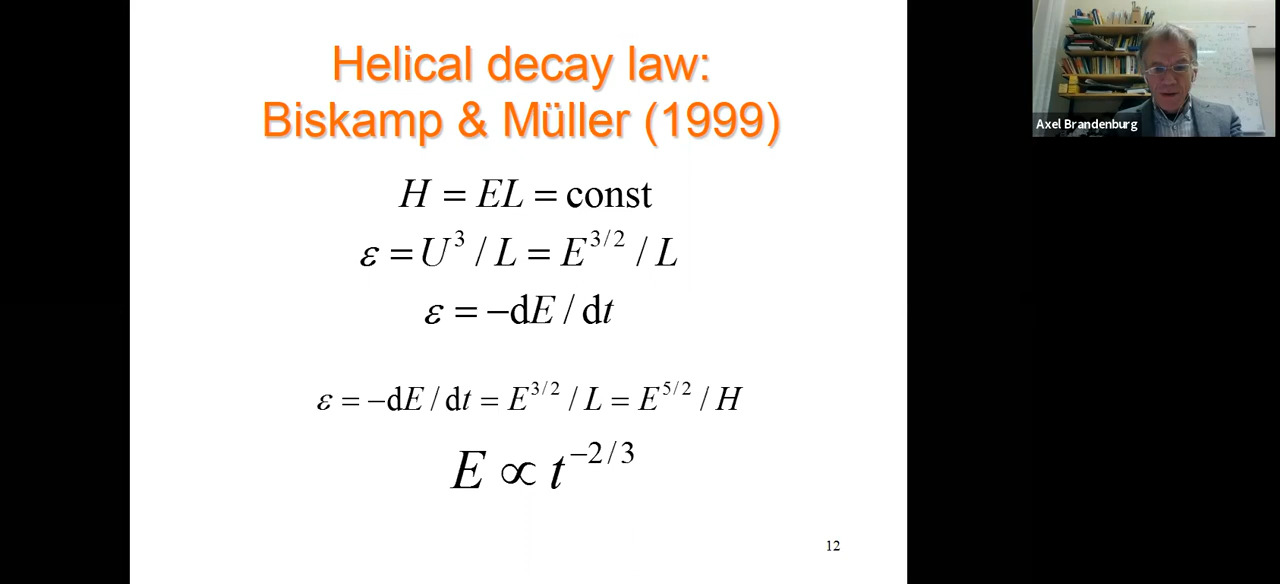 Helical decay law:
Biskamp & Müller (1999)
H = EL = const
ε = U³ / L = E^{3/2} / L
ε = −dE / dt
ε = −dE / dt = E^{3/2} / L = E^{5/2} / H
E ∝ t^{−2/3}
12
Axel Brandenburg